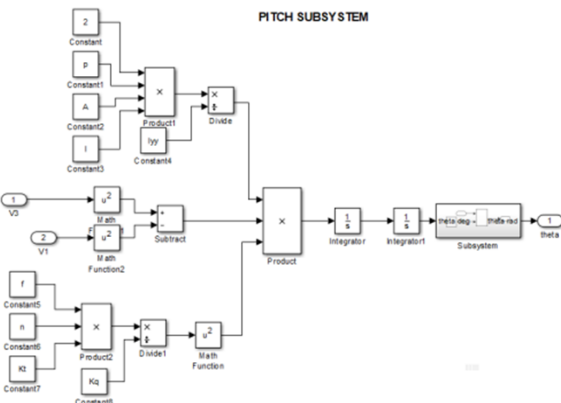 PITCH SUBSYSTEM
2
Constant
p
Constant1
A
Constant2
l
Constant3
×
Product1
×
÷
Divide
Iyy
Constant4
1
V3
u²
Math
2
V1
u²
Math
Function2
+
−
Subtract
×
Product
1
s
Integrator
1
s
Integrator1
theta deg
theta rad
Subsystem
1
theta
f
Constant5
n
Constant6
Kt
Constant7
×
Product2
×
÷
Divide1
Kq
u²
Math
Function